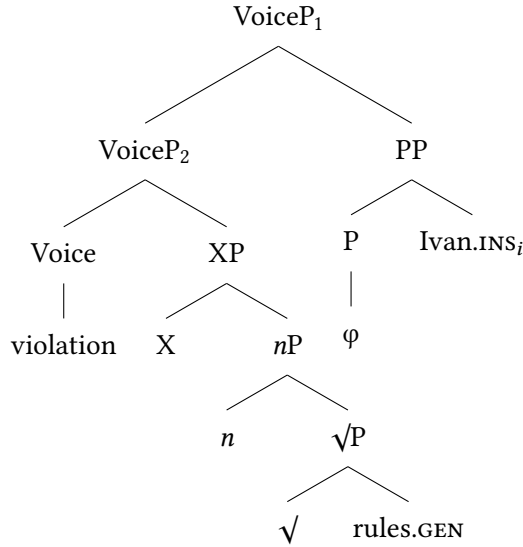 VoiceP₁
VoiceP₂ PP
Voice XP P Ivan.INSᵢ
violation X nP φ
n √P
√ rules.GEN